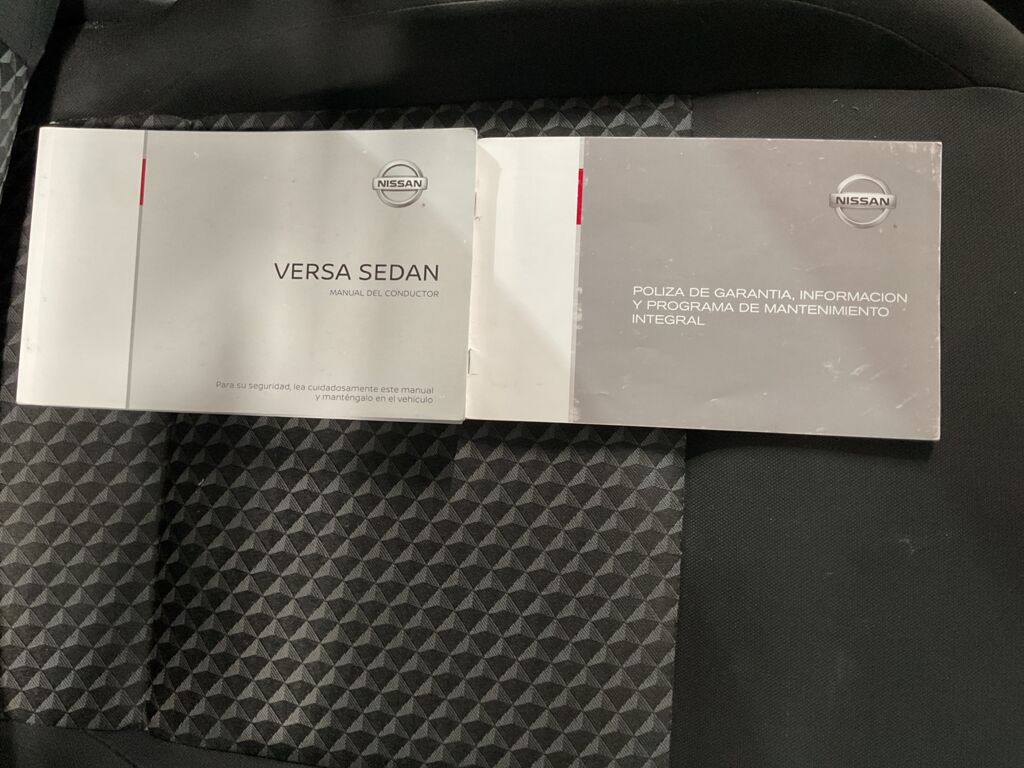 NISSAN
VERSA SEDAN
MANUAL DEL CONDUCTOR
Para su seguridad, lea cuidadosamente este manual
y manténgalo en el vehículo
NISSAN
POLIZA DE GARANTIA, INFORMACION
Y PROGRAMA DE MANTENIMIENTO
INTEGRAL